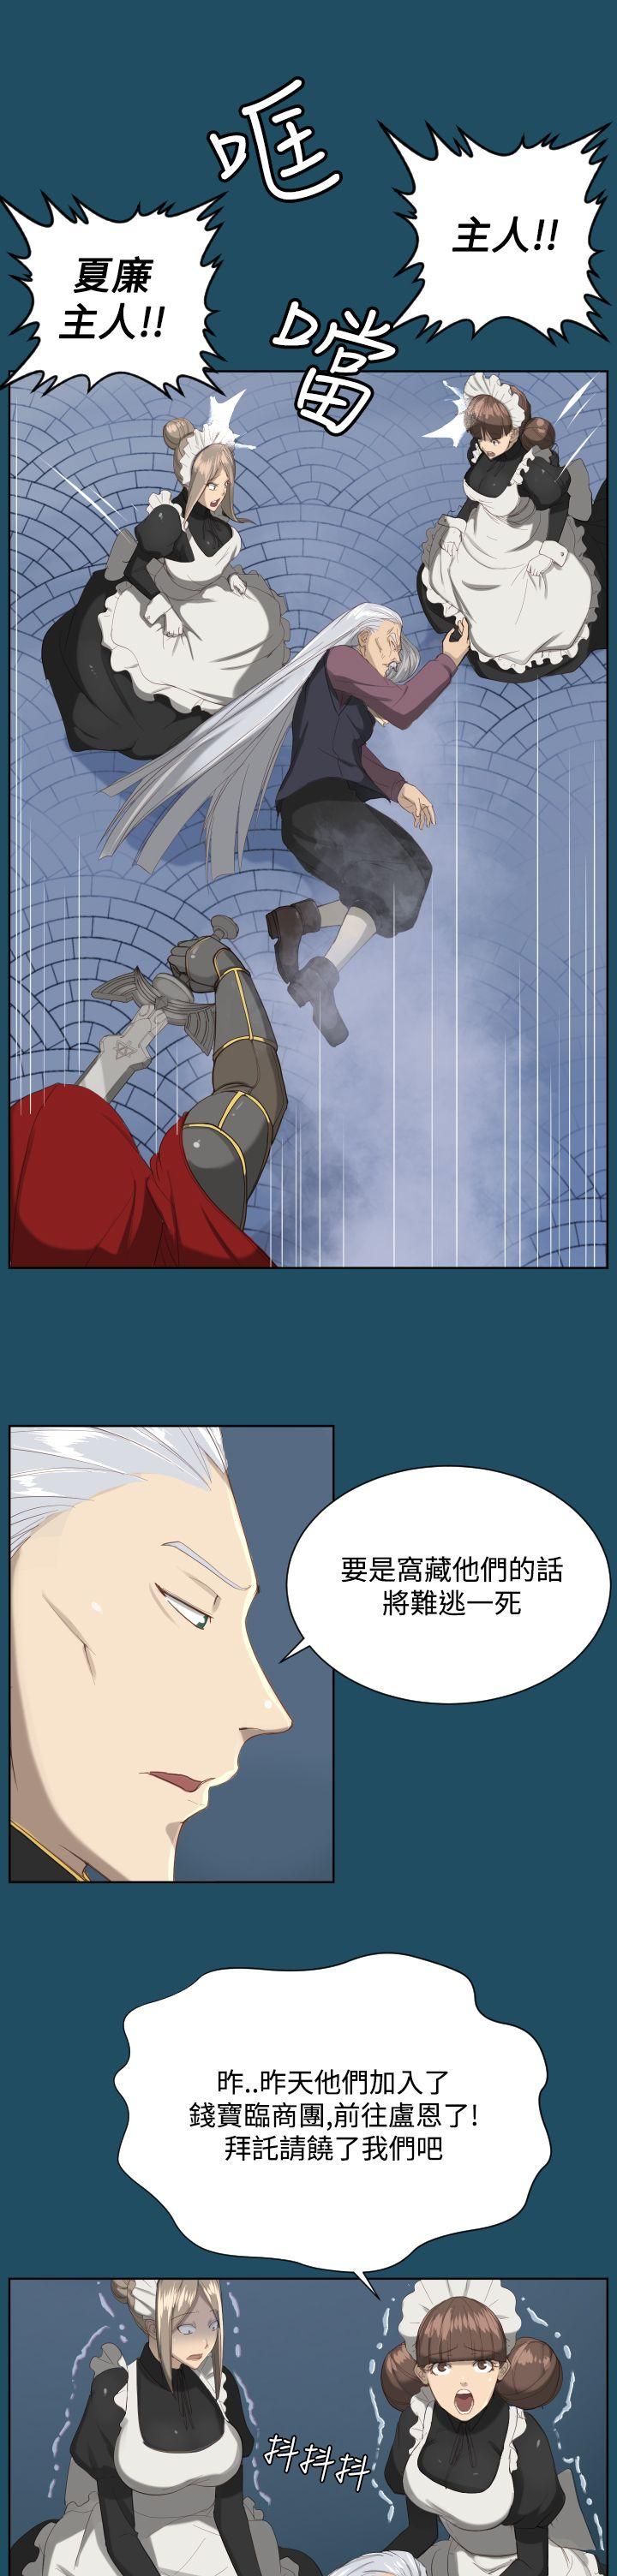 哐
主人!!
夏廉
主人!!
噹
要是窩藏他們的話
將難逃一死
昨..昨天他們加入了
錢寶臨商團,前往盧恩了!
拜託請饒了我們吧
抖抖抖